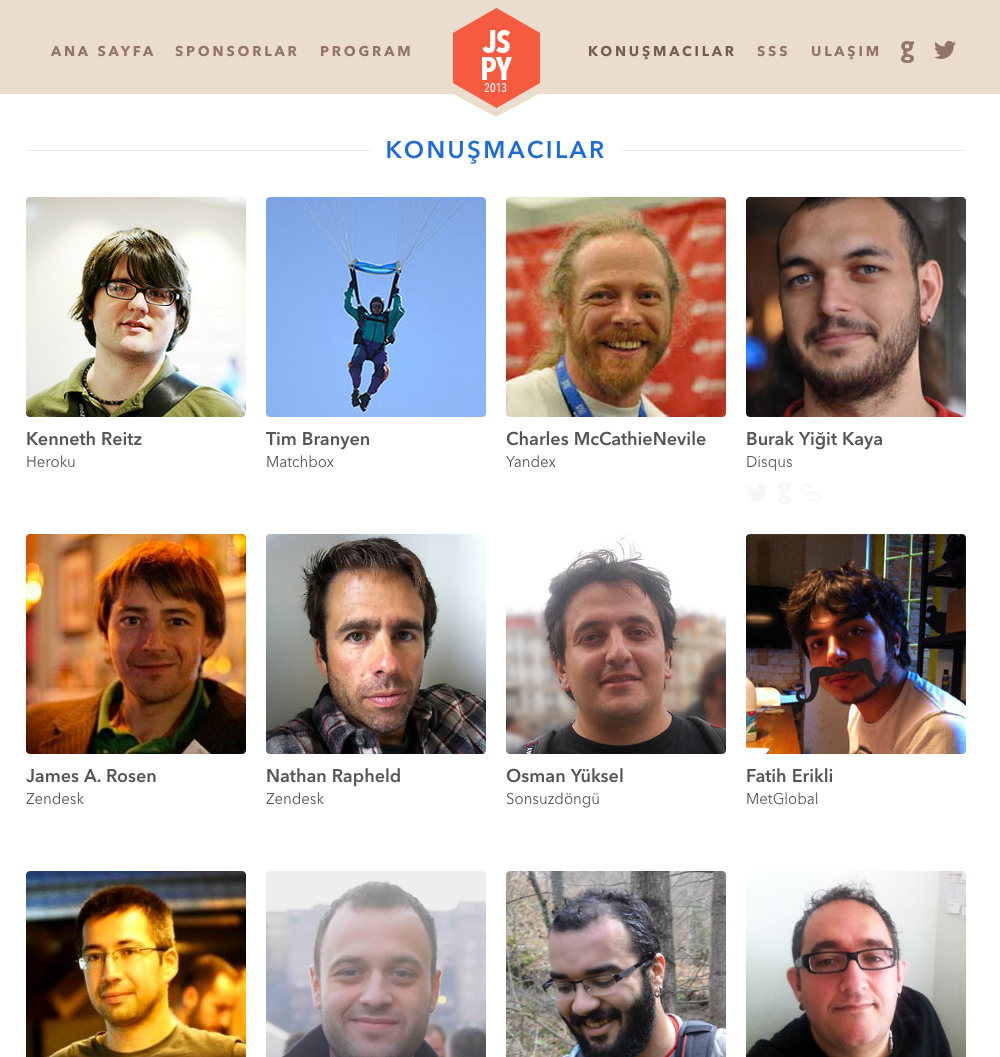 ANA SAYFA SPONSORLAR PROGRAM
JS
PY
2013
KONUŞMACILAR SSS ULAŞIM
KONUŞMACILAR
Kenneth Reitz
Heroku
Tim Branyen
Matchbox
Charles McCathieNevile
Yandex
Burak Yiğit Kaya
Disqus
James A. Rosen
Zendesk
Nathan Rapheld
Zendesk
Osman Yüksel
Sonsuzdöngü
Fatih Erikli
MetGlobal